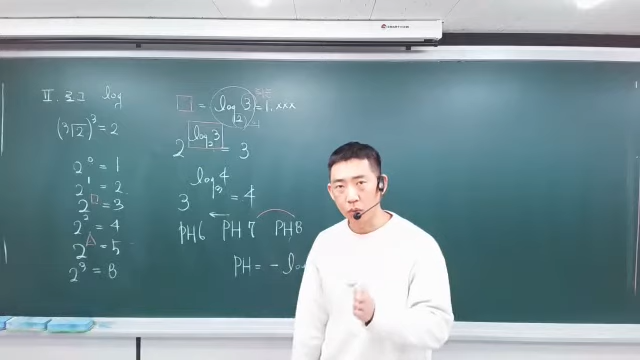 Ⅱ. 로그 log
(³√2)³ = 2
2⁰ = 1
2¹ = 2
2□ = 3
2² = 4
2△ = 5
2³ = 8
□ = log₂3 = 1.xxx
2^log₂3 = 3
3^log₃4 = 4
PH6 PH7 PH8
PH = - log